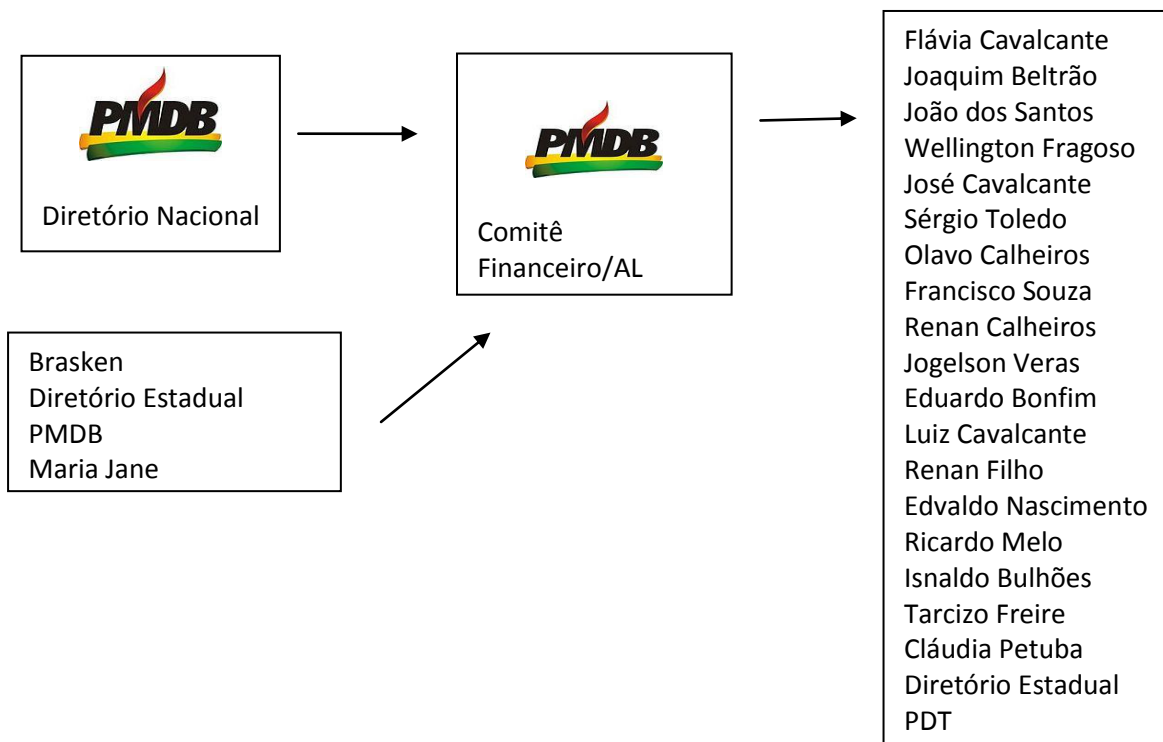 PMDB
Diretório Nacional
PMDB
Comitê
Financeiro/AL
Brasken
Diretório Estadual
PMDB
Maria Jane
Flávia Cavalcante
Joaquim Beltrão
João dos Santos
Wellington Fragoso
José Cavalcante
Sérgio Toledo
Olavo Calheiros
Francisco Souza
Renan Calheiros
Jogelson Veras
Eduardo Bonfim
Luiz Cavalcante
Renan Filho
Edvaldo Nascimento
Ricardo Melo
Isnaldo Bulhões
Tarcizo Freire
Cláudia Petuba
Diretório Estadual
PDT